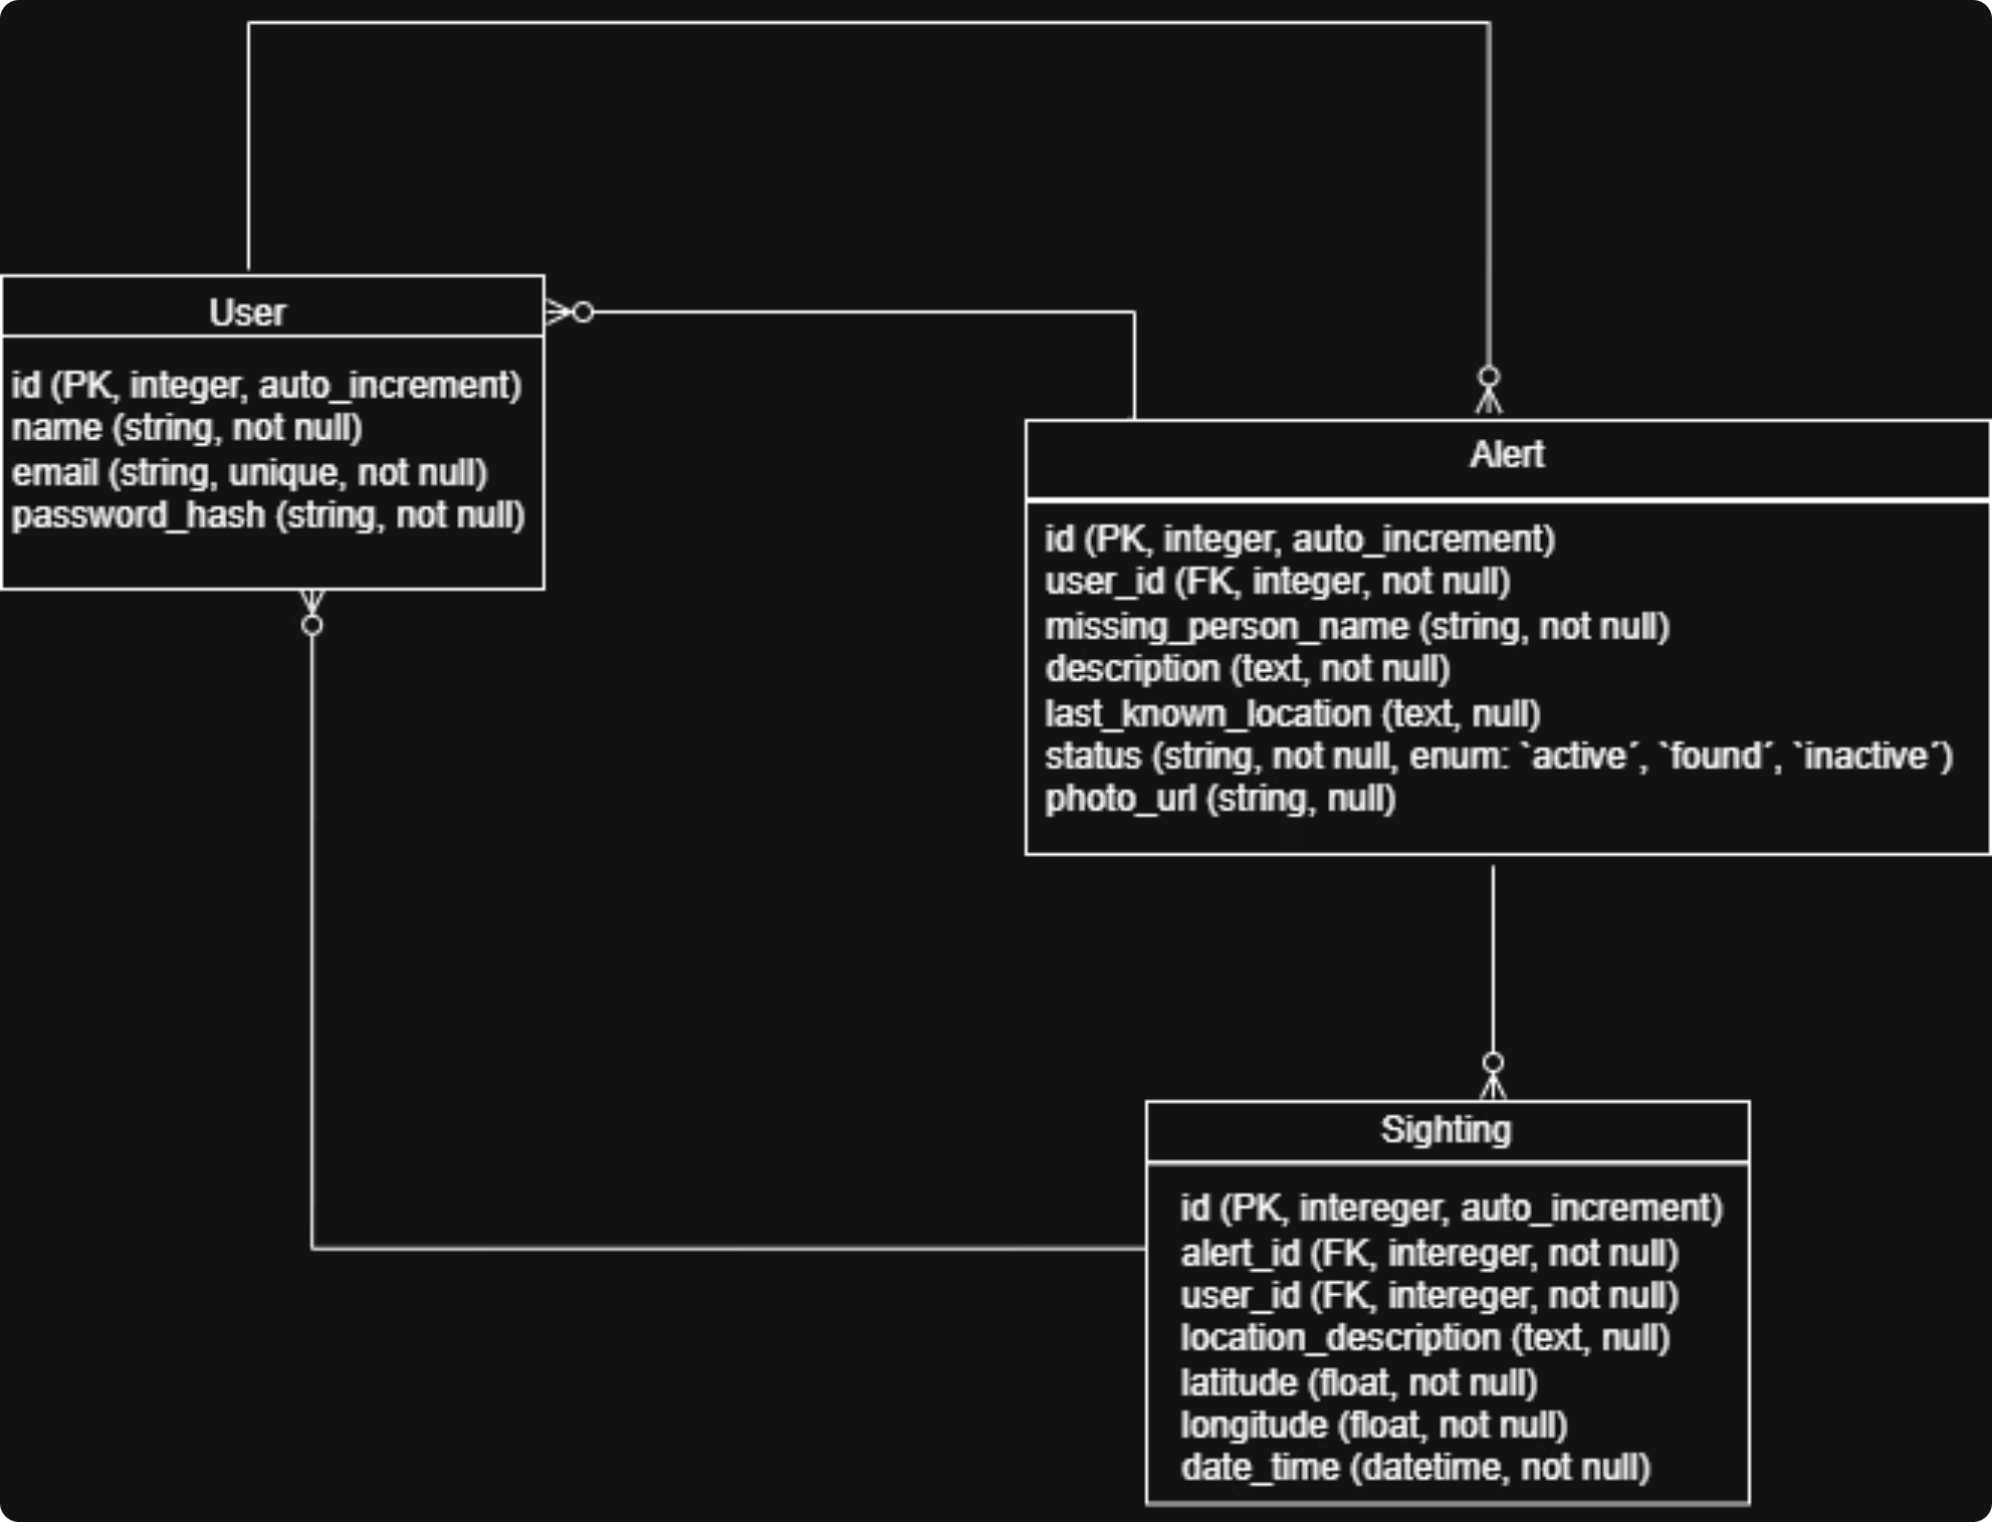 User
id (PK, integer, auto_increment)
name (string, not null)
email (string, unique, not null)
password_hash (string, not null)
Alert
id (PK, integer, auto_increment)
user_id (FK, integer, not null)
missing_person_name (string, not null)
description (text, not null)
last_known_location (text, null)
status (string, not null, enum: `active´, `found´, `inactive´)
photo_url (string, null)
Sighting
id (PK, intereger, auto_increment)
alert_id (FK, intereger, not null)
user_id (FK, intereger, not null)
location_description (text, null)
latitude (float, not null)
longitude (float, not null)
date_time (datetime, not null)